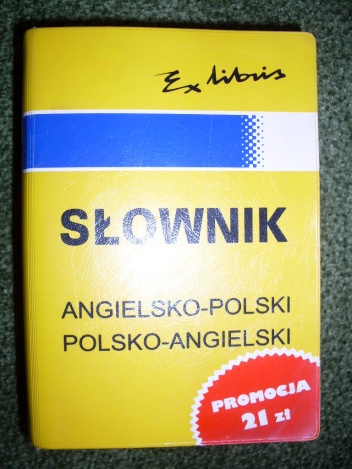 Ex libris
SŁOWNIK
ANGIELSKO-POLSKI
POLSKO-ANGIELSKI
PROMOCJA
21 zł